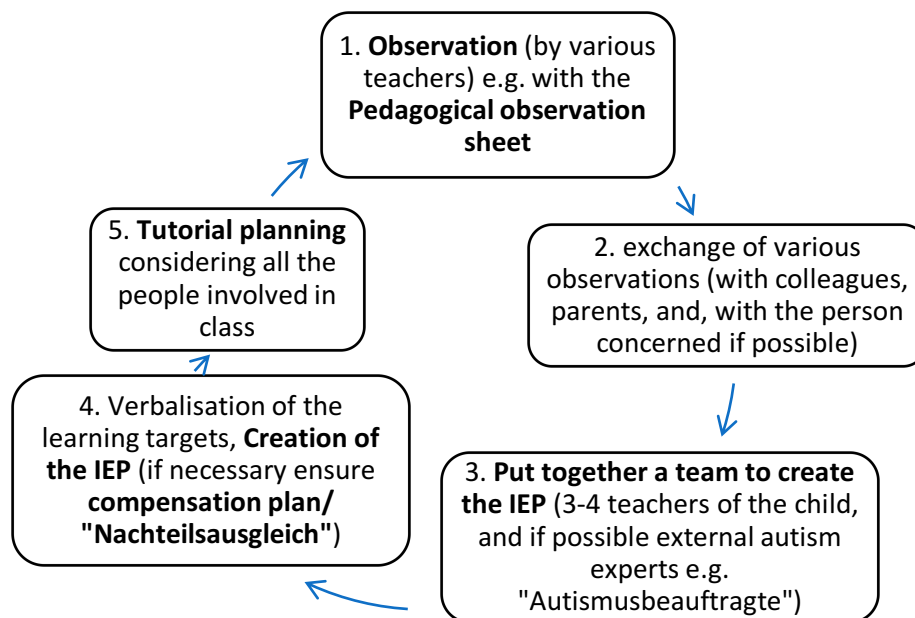 1. Observation (by various
teachers) e.g. with the
Pedagogical observation
sheet
2. exchange of various
observations (with colleagues,
parents, and, with the person
concerned if possible)
3. Put together a team to create
the IEP (3-4 teachers of the child,
and if possible external autism
experts e.g.
"Autismusbeauftragte")
4. Verbalisation of the
learning targets, Creation of
the IEP (if necessary ensure
compensation plan/
"Nachteilsausgleich")
5. Tutorial planning
considering all the
people involved in
class